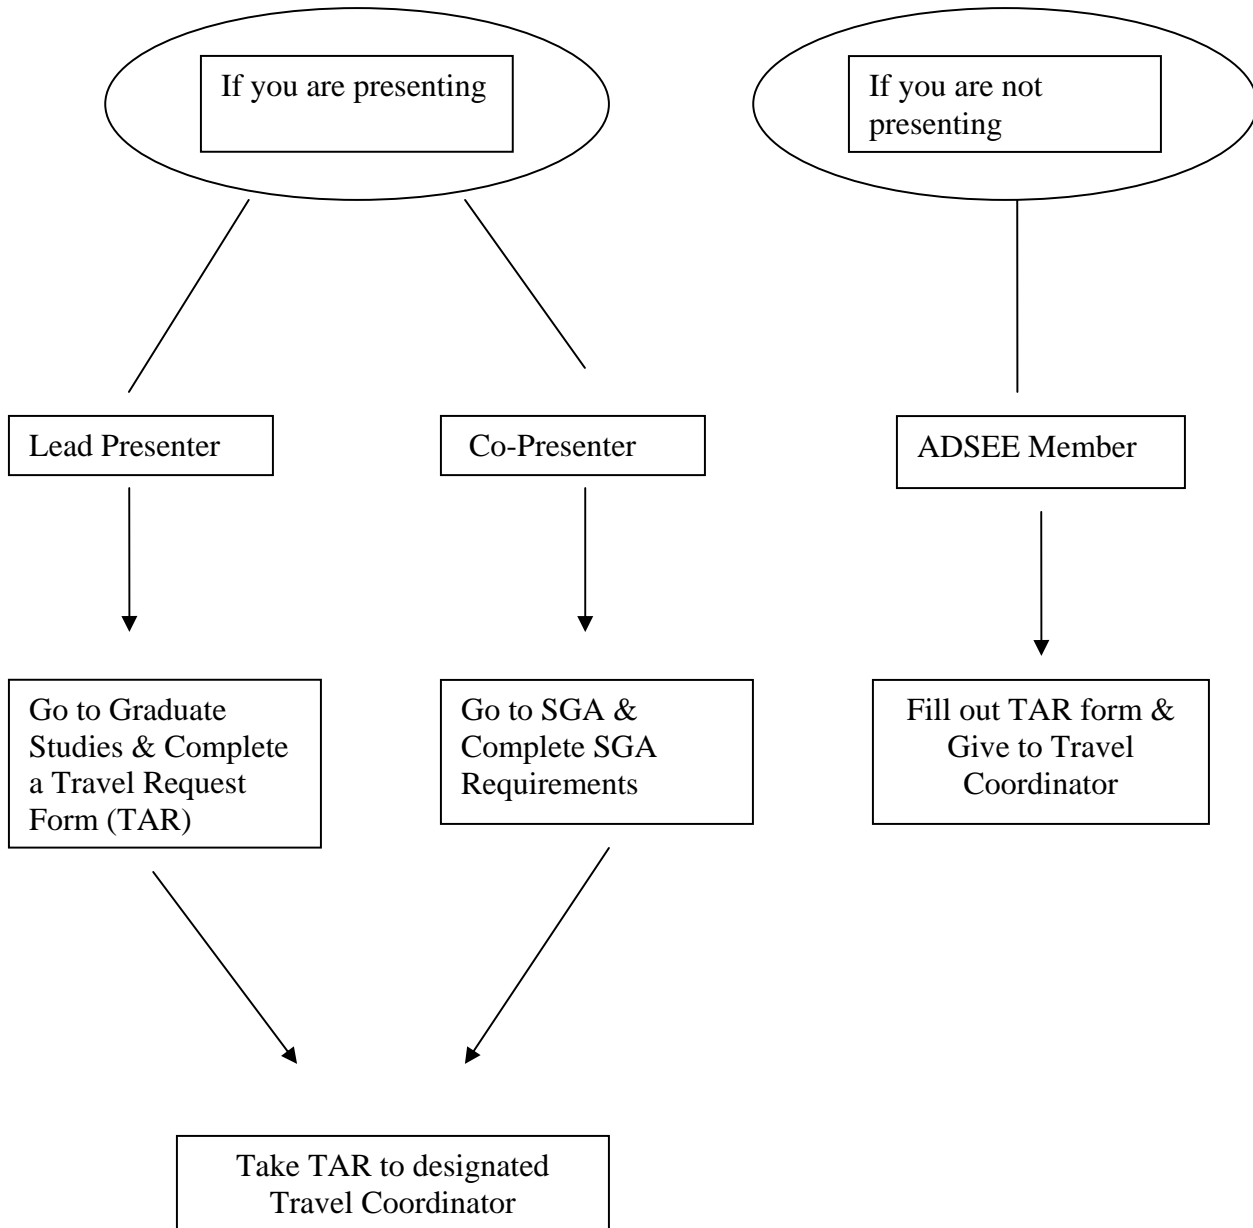 If you are presenting
If you are not
presenting
Lead Presenter
Co-Presenter
ADSEE Member
Go to Graduate
Studies & Complete
a Travel Request
Form (TAR)
Go to SGA &
Complete SGA
Requirements
Fill out TAR form &
Give to Travel
Coordinator
Take TAR to designated
Travel Coordinator